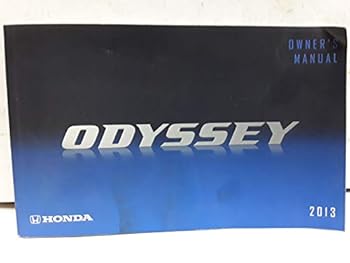 OWNER'S
MANUAL
ODYSSEY
HONDA
2013